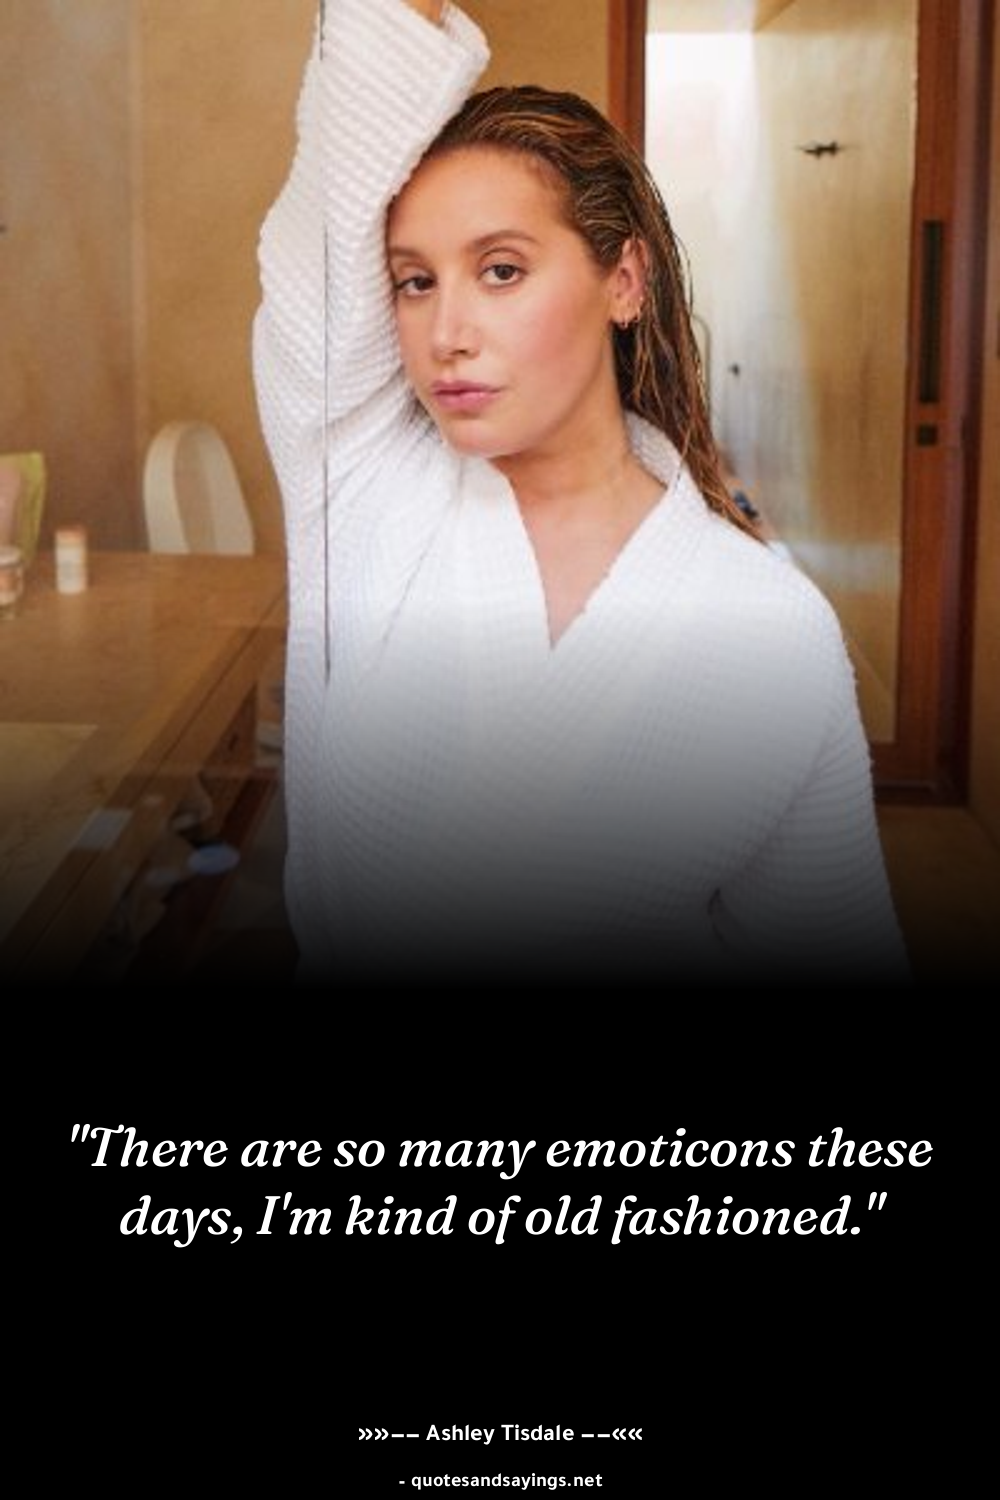 "There are so many emoticons these
days, I'm kind of old fashioned."
»»–– Ashley Tisdale ––««
- quotesandsayings.net